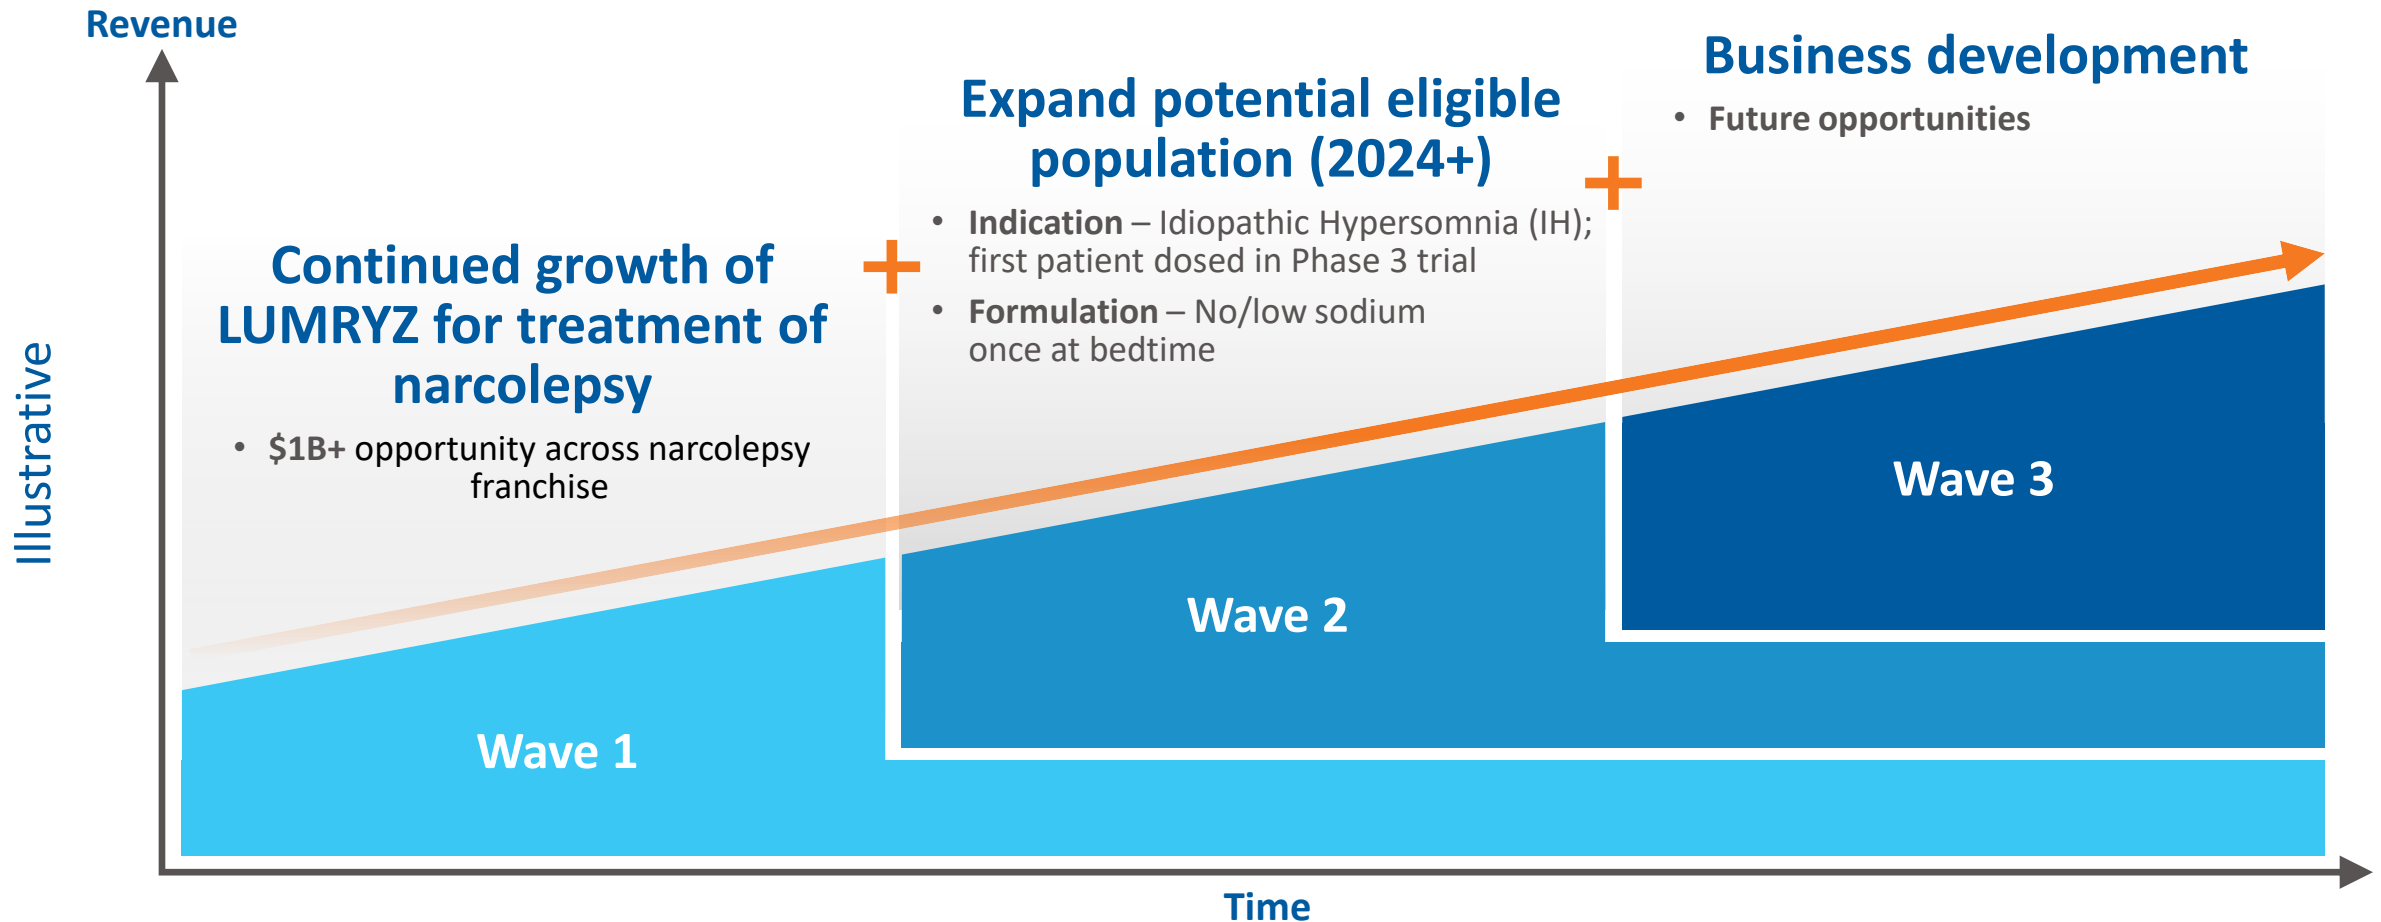 Revenue
Illustrative
Continued growth of
LUMRYZ for treatment of
narcolepsy
• $1B+ opportunity across narcolepsy
franchise
Expand potential eligible
population (2024+)
• Indication – Idiopathic Hypersomnia (IH);
first patient dosed in Phase 3 trial
• Formulation – No/low sodium
once at bedtime
Business development
• Future opportunities
Wave 1
Wave 2
Wave 3
Time